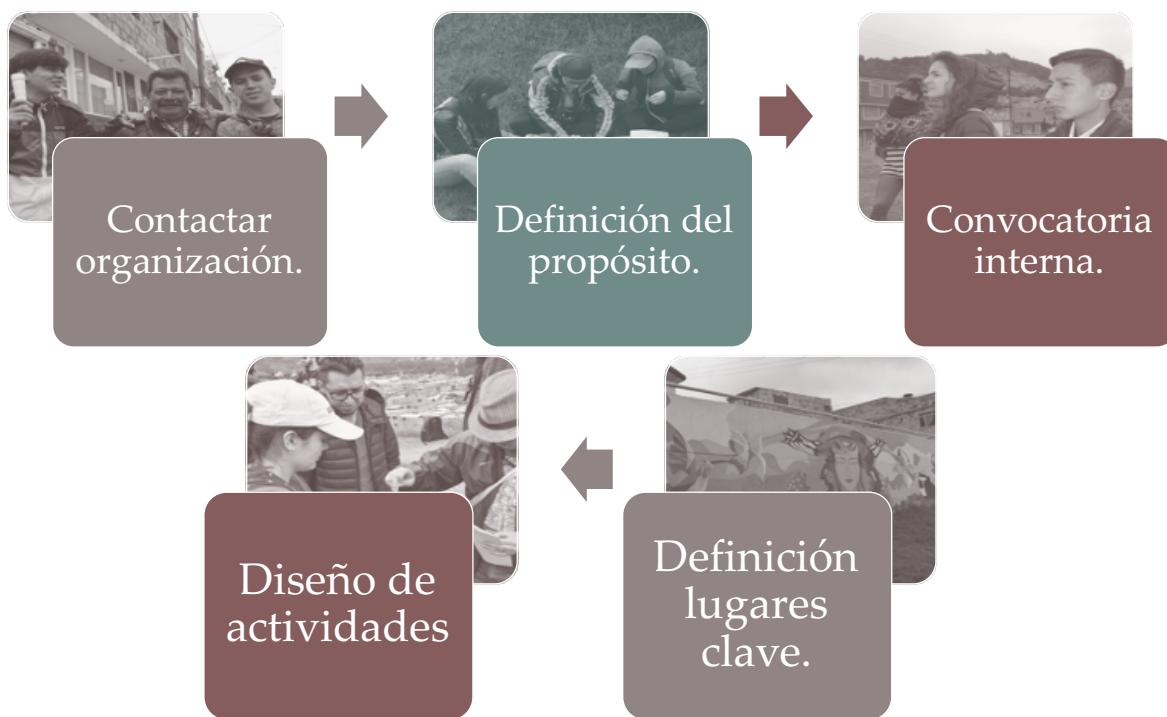 Contactar
organización.
Definición del
propósito.
Convocatoria
interna.
Definición
lugares
clave.
Diseño de
actividades